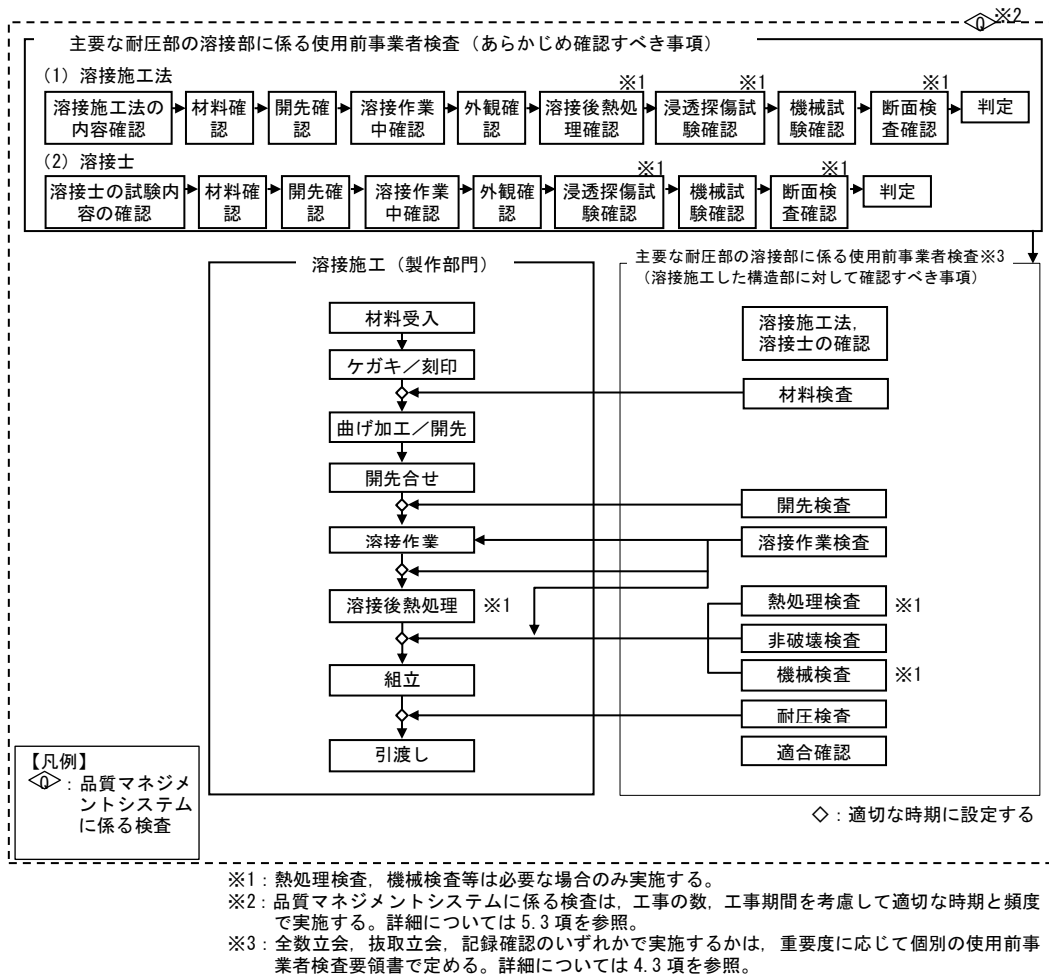 ※2
主要な耐圧部の溶接部に係る使用前事業者検査（あらかじめ確認すべき事項）
(1) 溶接施工法
※1
※1
※1
溶接施工法の
内容確認
材料確
認
開先確
認
溶接作業
中確認
外観確
認
溶接後熱処
理確認
浸透探傷試
験確認
機械試
験確認
断面検
査確認
判定
(2) 溶接士
※1
※1
溶接士の試験内
容の確認
材料確
認
開先確
認
溶接作業
中確認
外観確
認
浸透探傷試
験確認
機械試
験確認
断面検
査確認
判定
溶接施工（製作部門）
材料受入
ケガキ／刻印
曲げ加工／開先
開先合せ
溶接作業
溶接後熱処理 ※1
組立
引渡し
主要な耐圧部の溶接部に係る使用前事業者検査※3
（溶接施工した構造部に対して確認すべき事項）
溶接施工法，
溶接士の確認
材料検査
開先検査
溶接作業検査
熱処理検査 ※1
非破壊検査
機械検査 ※1
耐圧検査
適合確認
【凡例】
Q：品質マネジメ
ントシステム
に係る検査
◇：適切な時期に設定する
※1：熱処理検査，機械検査等は必要な場合のみ実施する。
※2：品質マネジメントシステムに係る検査は，工事の数，工事期間を考慮して適切な時期と頻度
で実施する。詳細については 5.3 項を参照。
※3：全数立会，抜取立会，記録確認のいずれかで実施するかは，重要度に応じて個別の使用前事
業者検査要領書で定める。詳細については 4.3 項を参照。